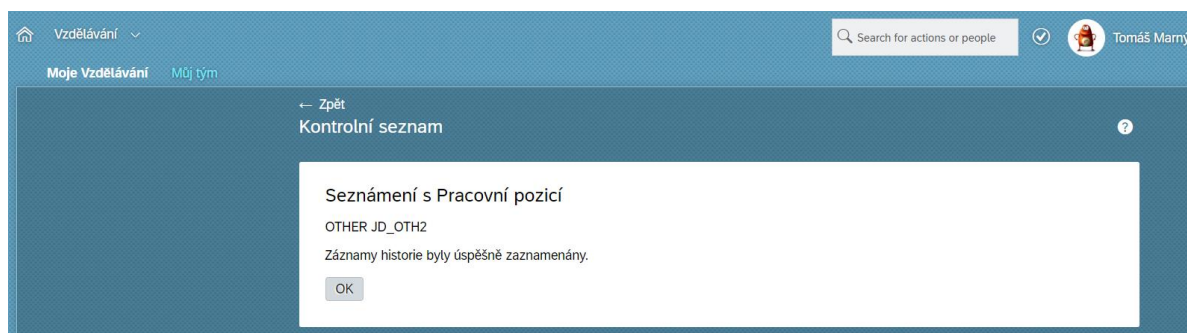 Vzdělávání
Search for actions or people
Tomáš Marný
Moje Vzdělávání Můj tým
← Zpět
Kontrolní seznam
?
Seznámení s Pracovní pozicí
OTHER JD_OTH2
Záznamy historie byly úspěšně zaznamenány.
OK